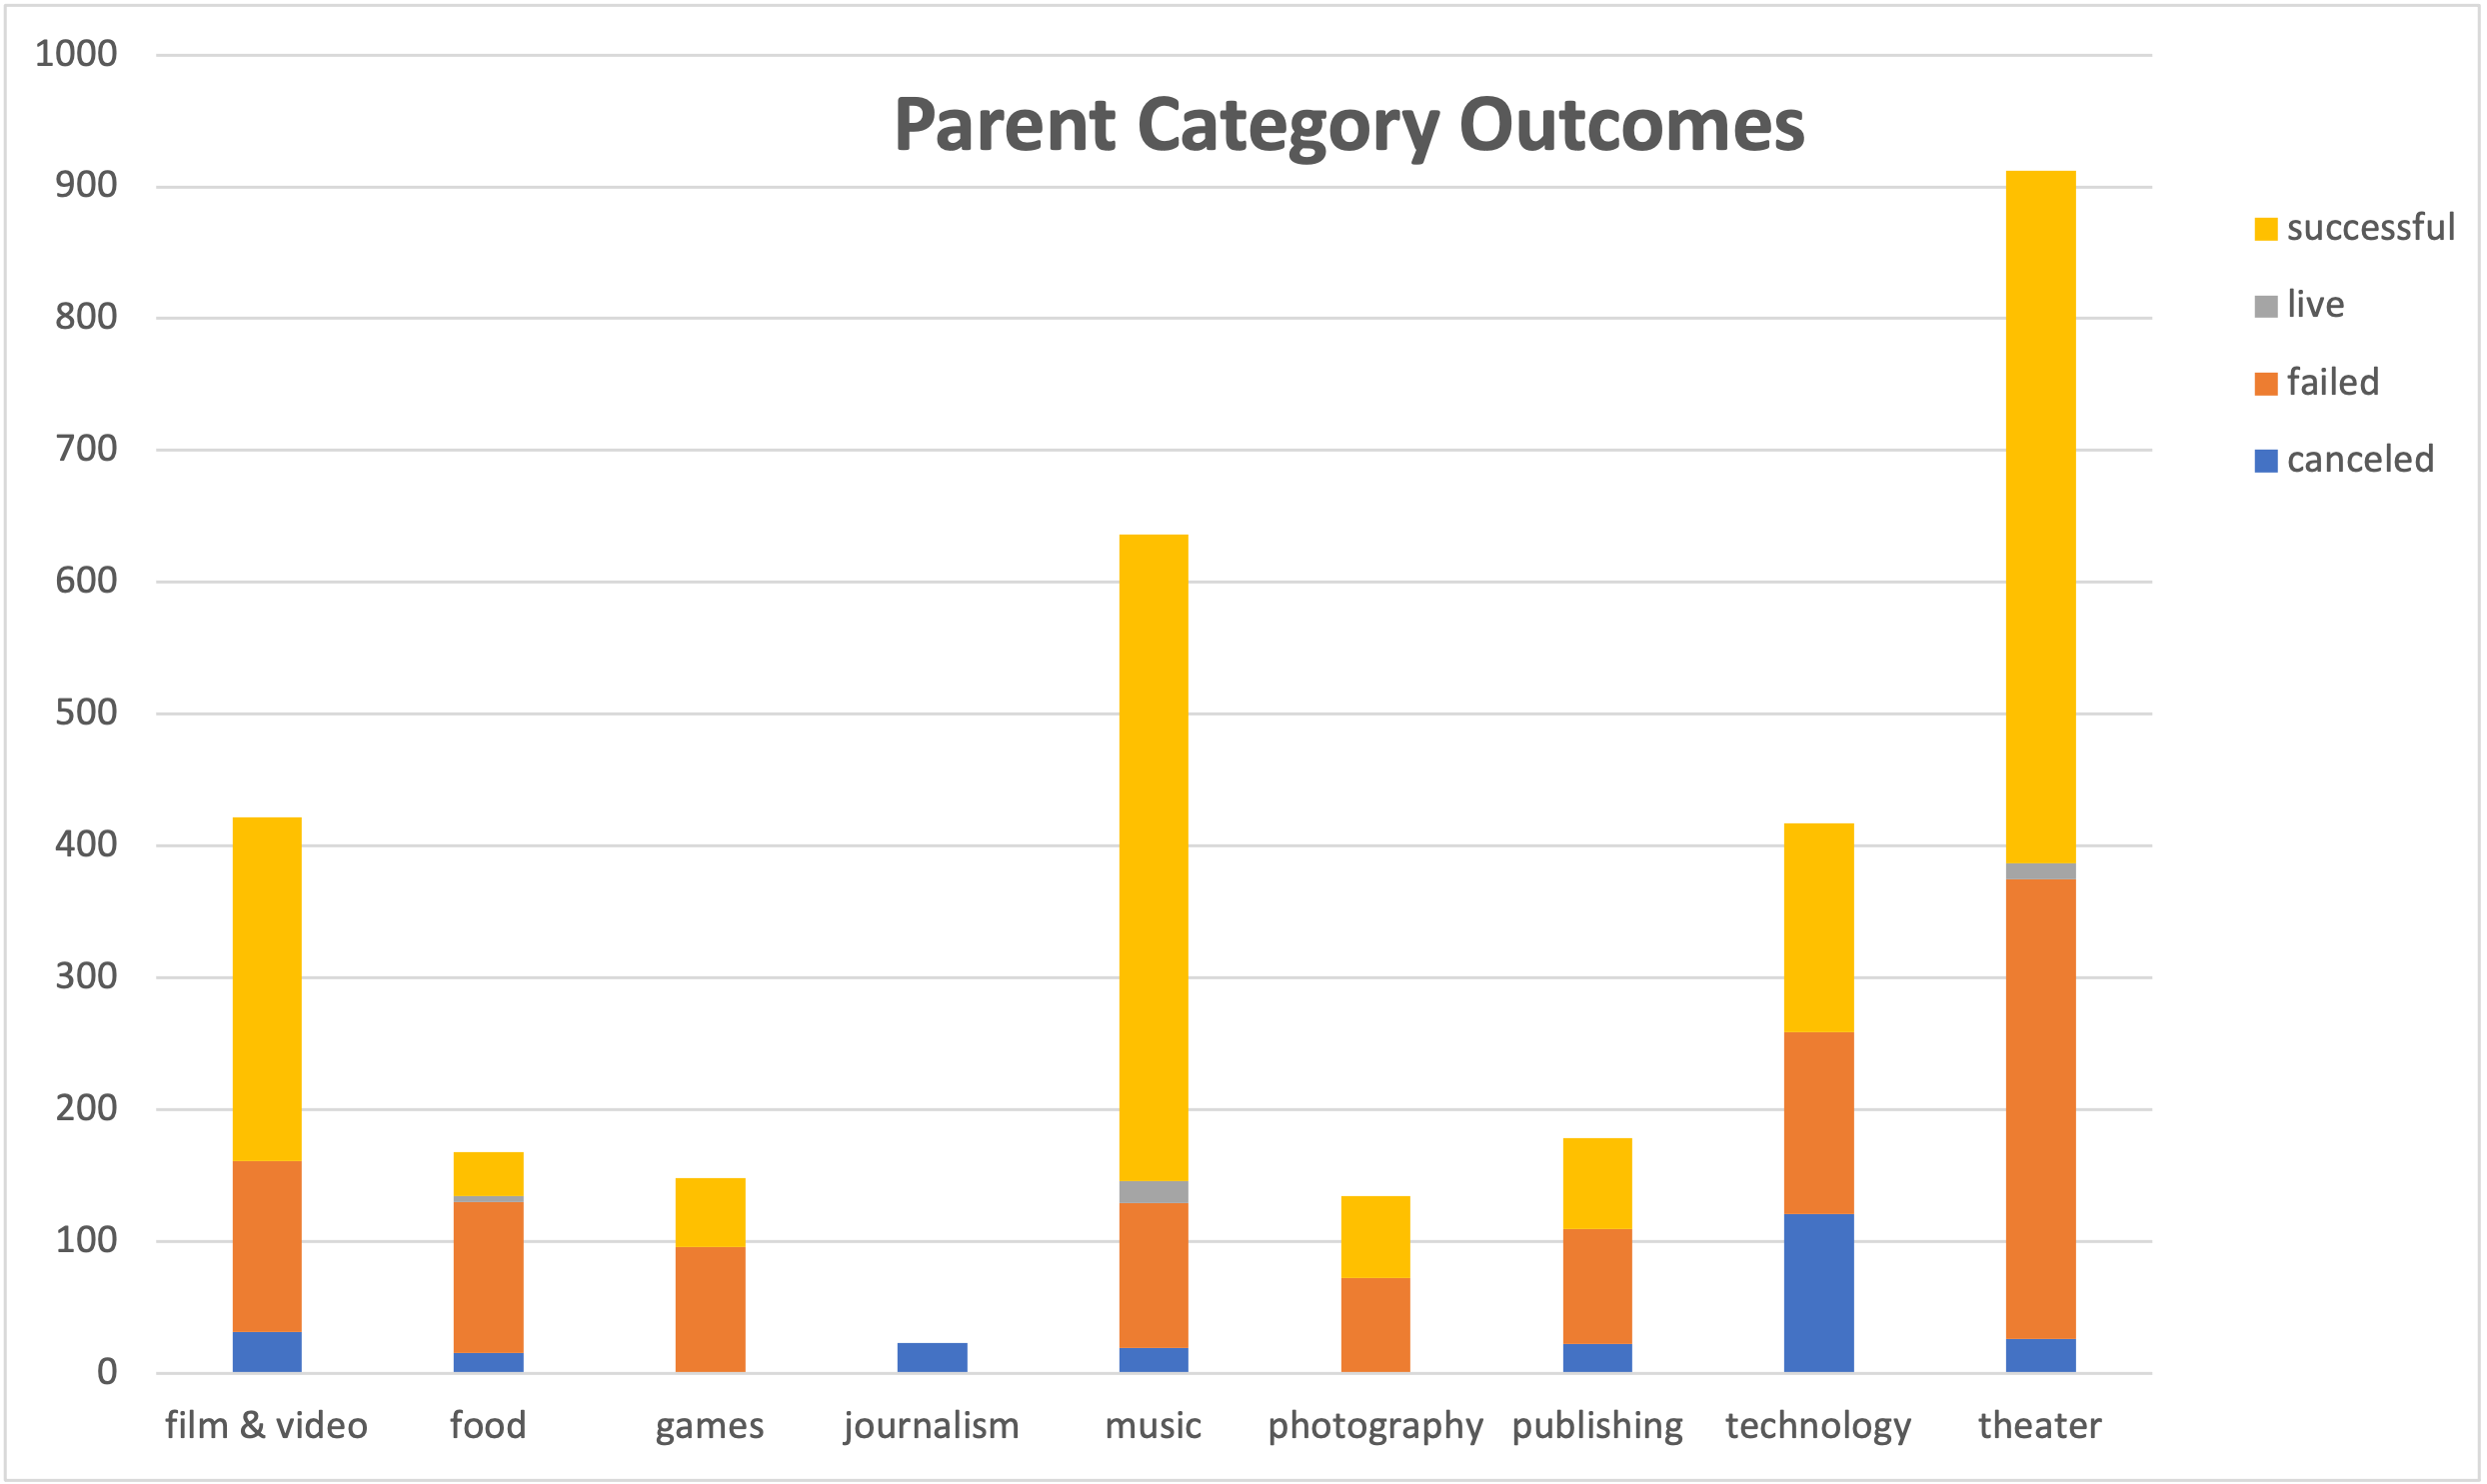 Parent Category Outcomes
1000
900
800
700
600
500
400
300
200
100
0
film & video
food
games
journalism
music
photography
publishing
technology
theater
successful
live
failed
canceled